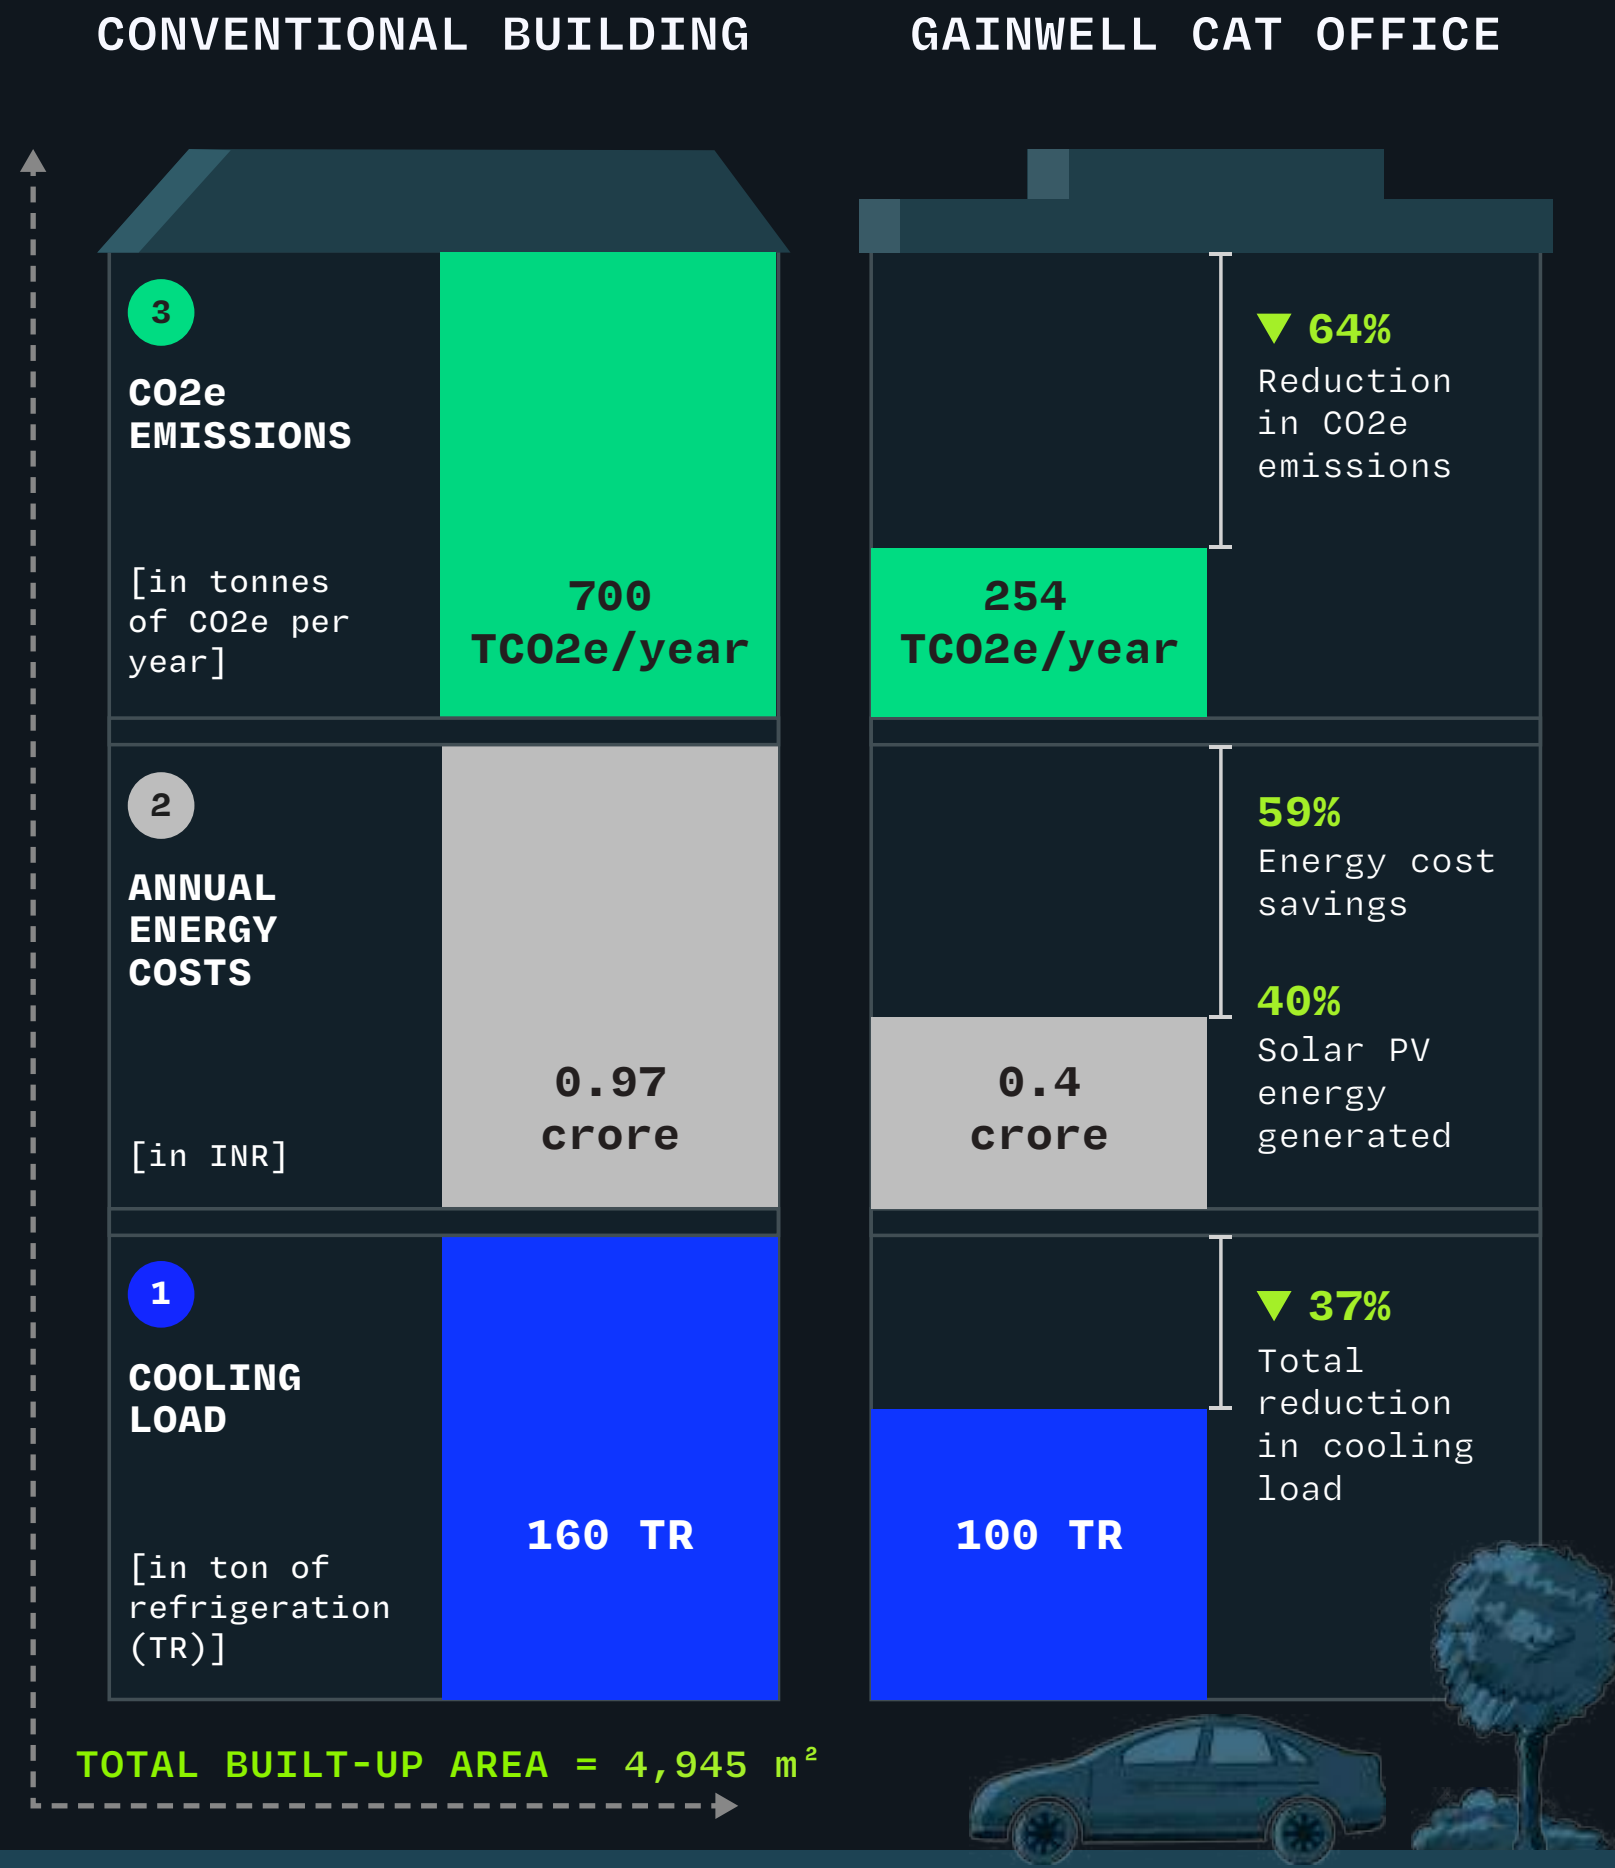 CONVENTIONAL BUILDING
GAINWELL CAT OFFICE
3
CO2e
EMISSIONS
[in tonnes
of CO2e per
year]
700
TCO2e/year
254
TCO2e/year
▼ 64%
Reduction
in CO2e
emissions
2
ANNUAL
ENERGY
COSTS
[in INR]
0.97
crore
0.4
crore
59%
Energy cost
savings
40%
Solar PV
energy
generated
1
COOLING
LOAD
[in ton of
refrigeration
(TR)]
160 TR
100 TR
▼ 37%
Total
reduction
in cooling
load
TOTAL BUILT-UP AREA = 4,945 m²